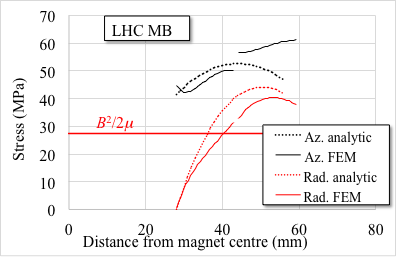 LHC MB
70
60
50
40
30
20
10
0
Stress (MPa)
B²/2μ
Az. analytic
Az. FEM
Rad. analytic
Rad. FEM
0 20 40 60 80
Distance from magnet centre (mm)